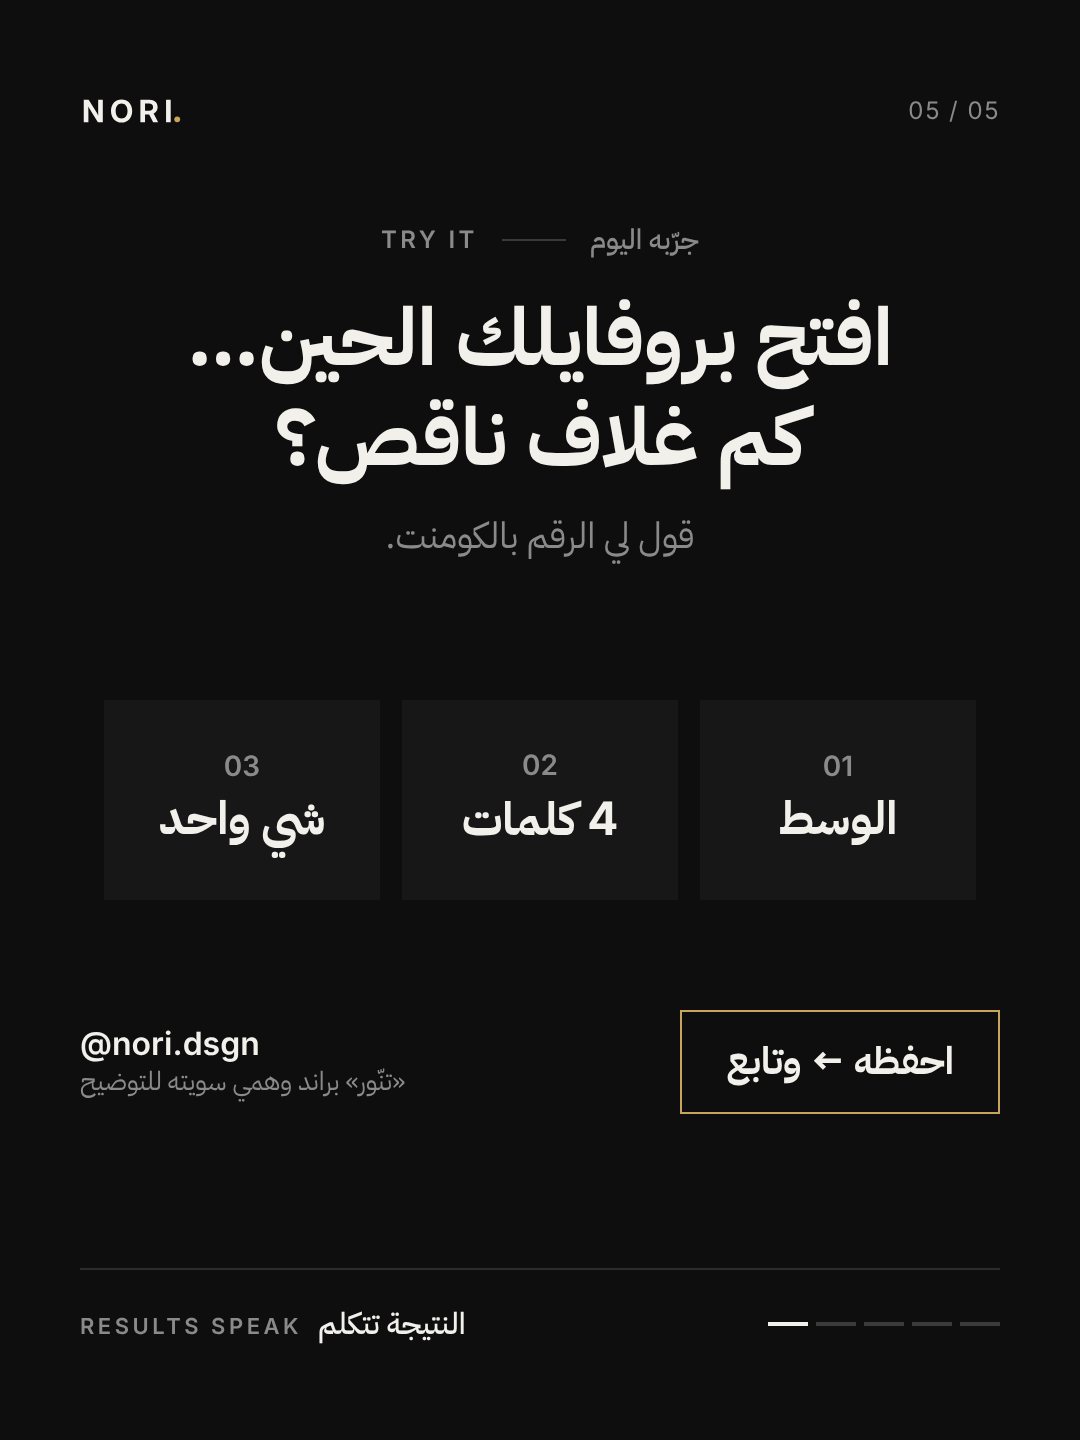 NORI.
05 / 05
جرّبه اليوم — TRY IT
افتح بروفايلك الحين...
كم غلاف ناقص؟
قول لي الرقم بالكومنت.
01
الوسط
02
4 كلمات
03
شي واحد
احفظه ← وتابع
@nori.dsgn
«تنّور» براند وهمي سويته للتوضيح
RESULTS SPEAK النتيجة تتكلم